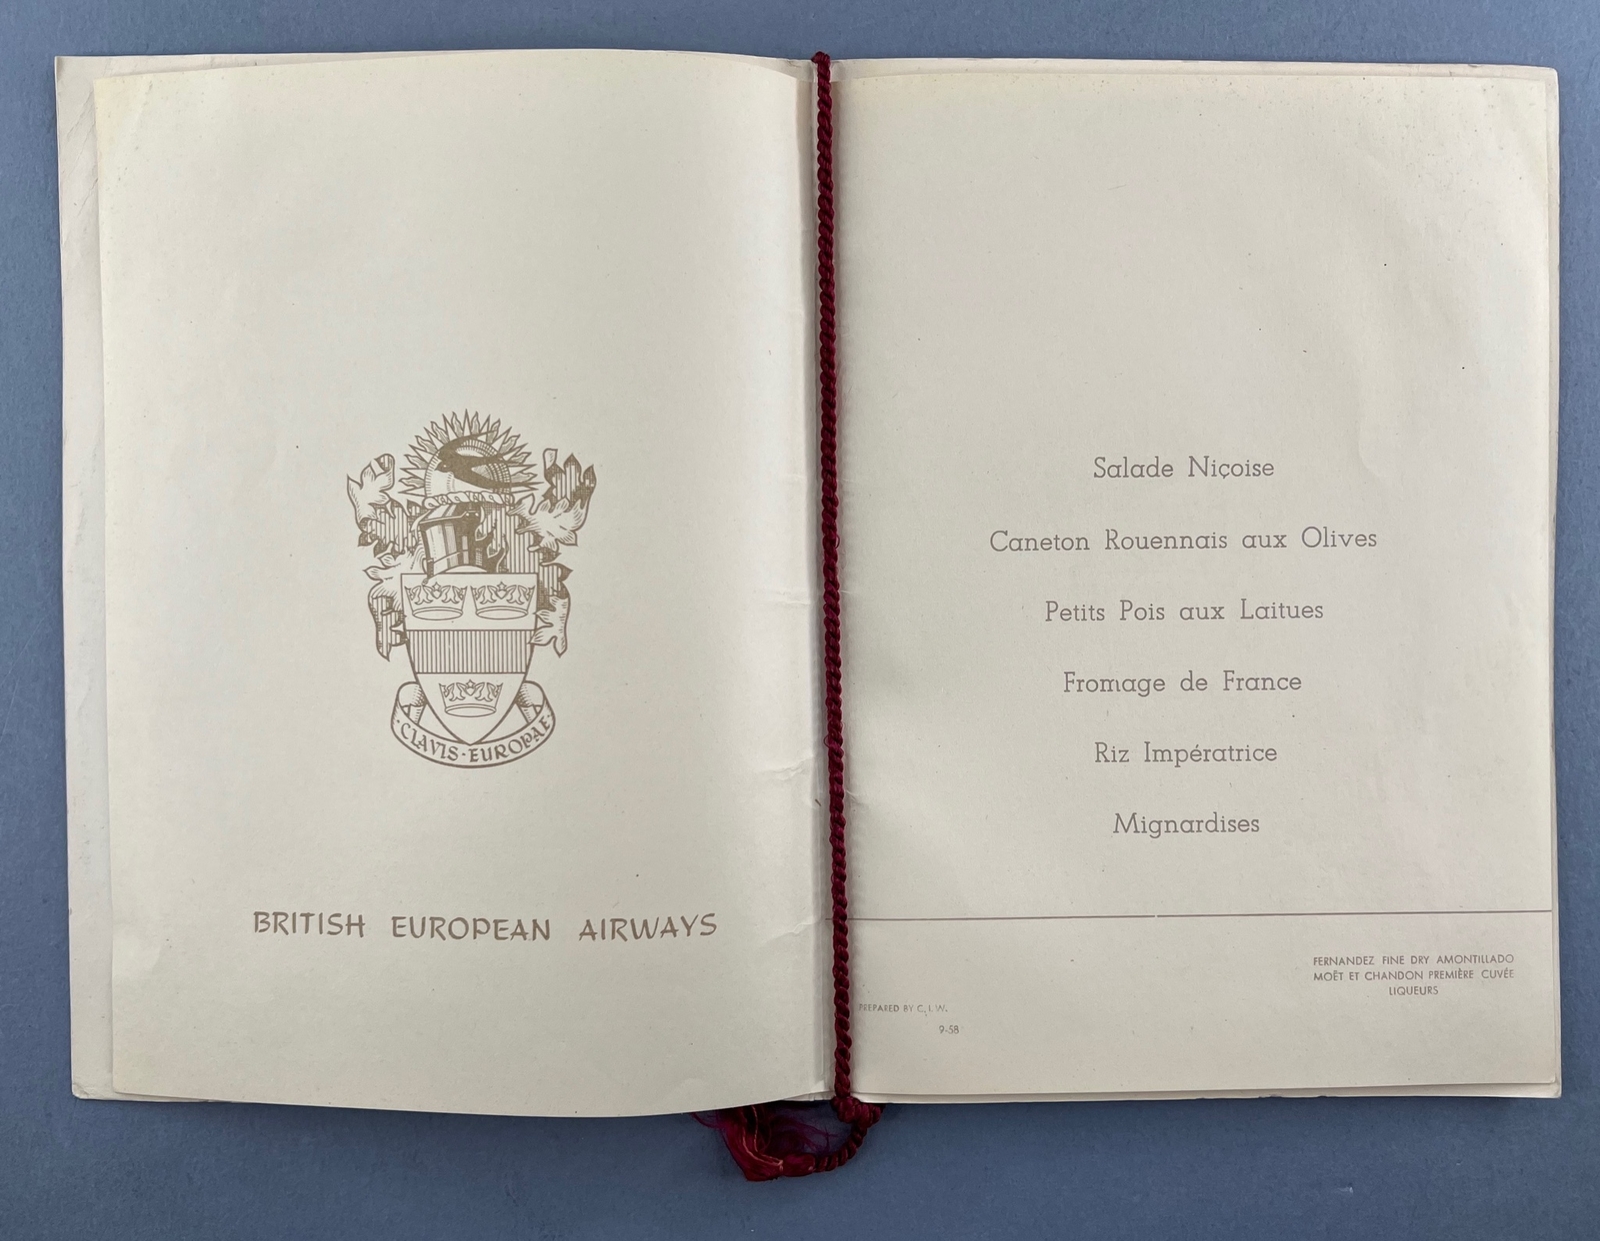 CLAVIS · EUROPAE
BRITISH EUROPEAN AIRWAYS
Salade Niçoise
Caneton Rouennais aux Olives
Petits Pois aux Laitues
Fromage de France
Riz Impératrice
Mignardises
FERNANDEZ FINE DRY AMONTILLADO
MOËT ET CHANDON PREMIÈRE CUVÉE
LIQUEURS
PREPARED BY C. I. W.
9-58